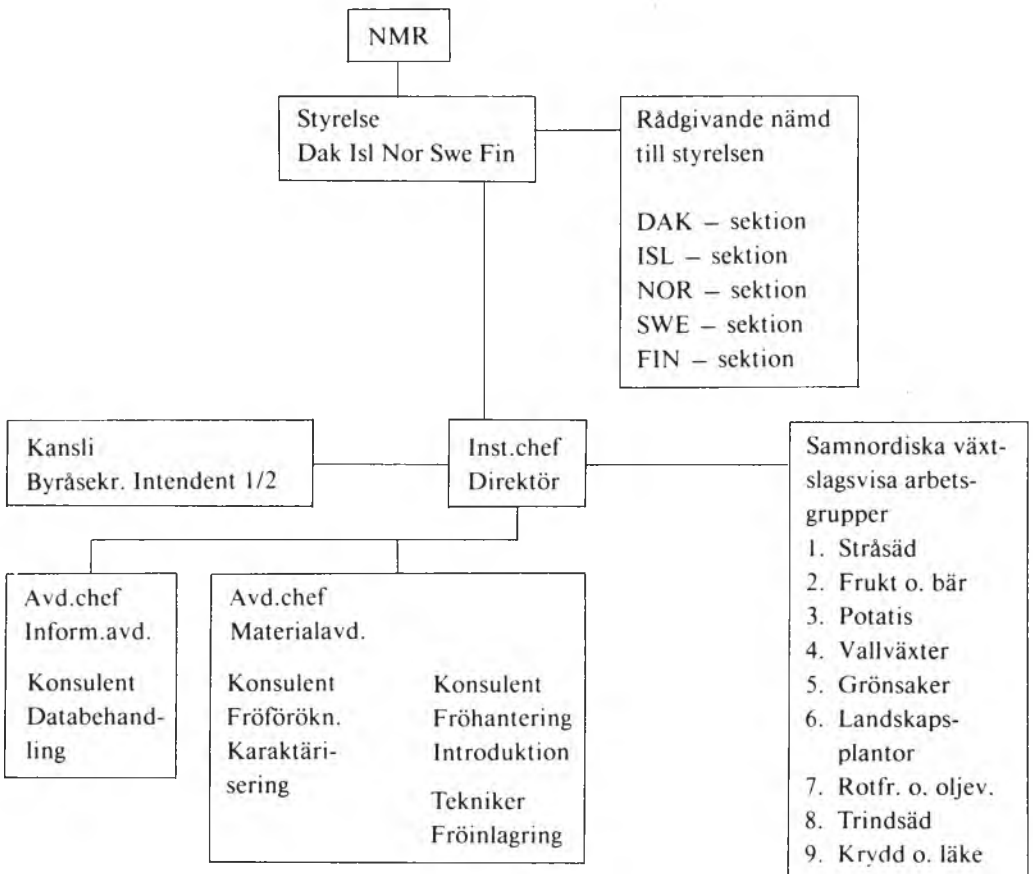 NMR
Styrelse
Dak Isl Nor Swe Fin
Rådgivande nämd
till styrelsen
DAK – sektion
ISL – sektion
NOR – sektion
SWE – sektion
FIN – sektion
Kansli
Byråsekr. Intendent 1/2
Inst.chef
Direktör
Samnordiska växt-
slagsvisa arbets-
grupper
1. Stråsäd
2. Frukt o. bär
3. Potatis
4. Vallväxter
5. Grönsaker
6. Landskaps-
plantor
7. Rotfr. o. oljev.
8. Trindsäd
9. Krydd o. läke
Avd.chef
Inform.avd.
Konsulent
Databehand-
ling
Avd.chef
Materialavd.
Konsulent
Fröförökn.
Karaktäri-
sering
Konsulent
Fröhantering
Introduktion
Tekniker
Fröinlagring